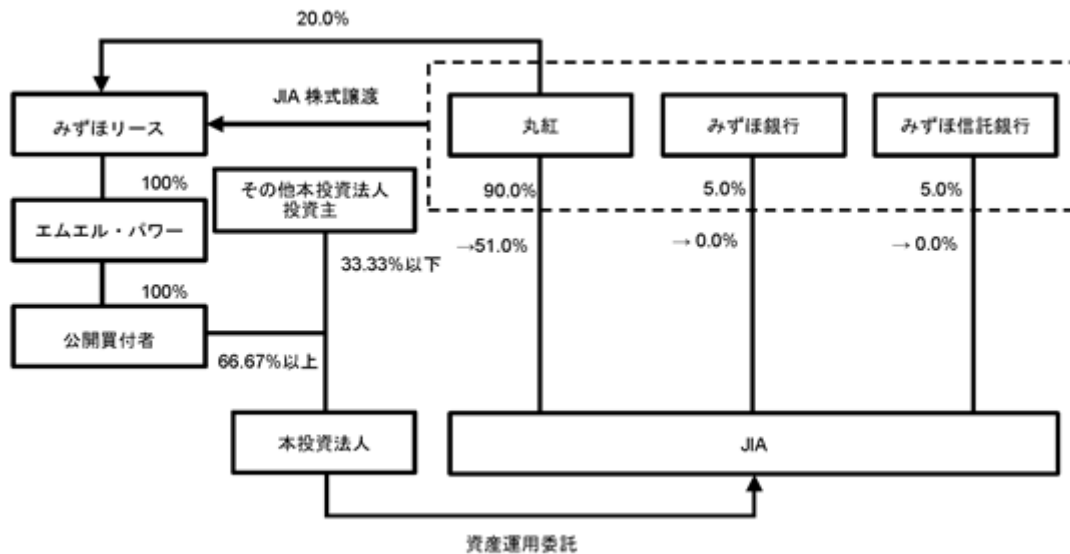 20.0%
JIA 株式譲渡
みずほリース
丸紅
みずほ銀行
みずほ信託銀行
100%
その他本投資法人
投資主
90.0%
5.0%
5.0%
エムエル・パワー
→51.0%
→ 0.0%
→ 0.0%
33.33%以下
100%
公開買付者
66.67%以上
本投資法人
JIA
資産運用委託